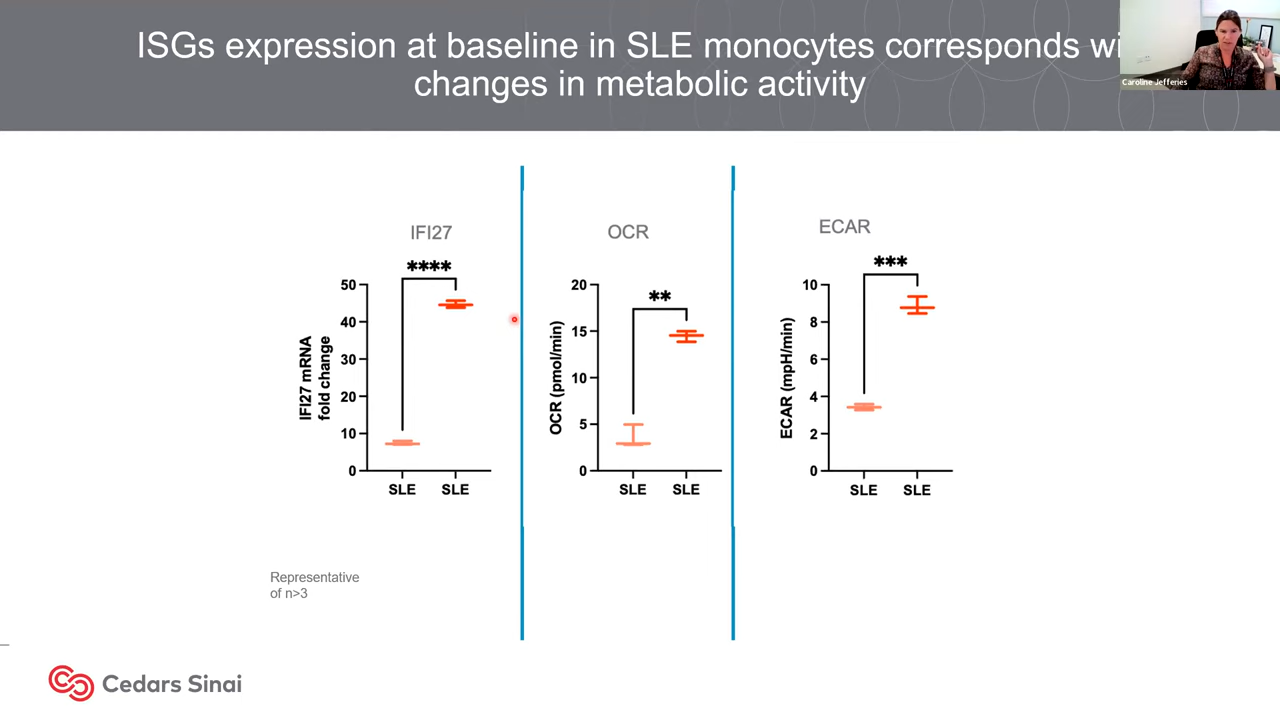 ISGs expression at baseline in SLE monocytes corresponds wi
changes in metabolic activity
Caroline Jefferies
IFI27
****
IFI27 mRNA
fold change
50
40
30
20
10
0
SLE SLE
OCR
**
OCR (pmol/min)
20
15
10
5
0
SLE SLE
ECAR
***
ECAR (mpH/min)
10
8
6
4
2
0
SLE SLE
Representative
of n>3
Cedars Sinai